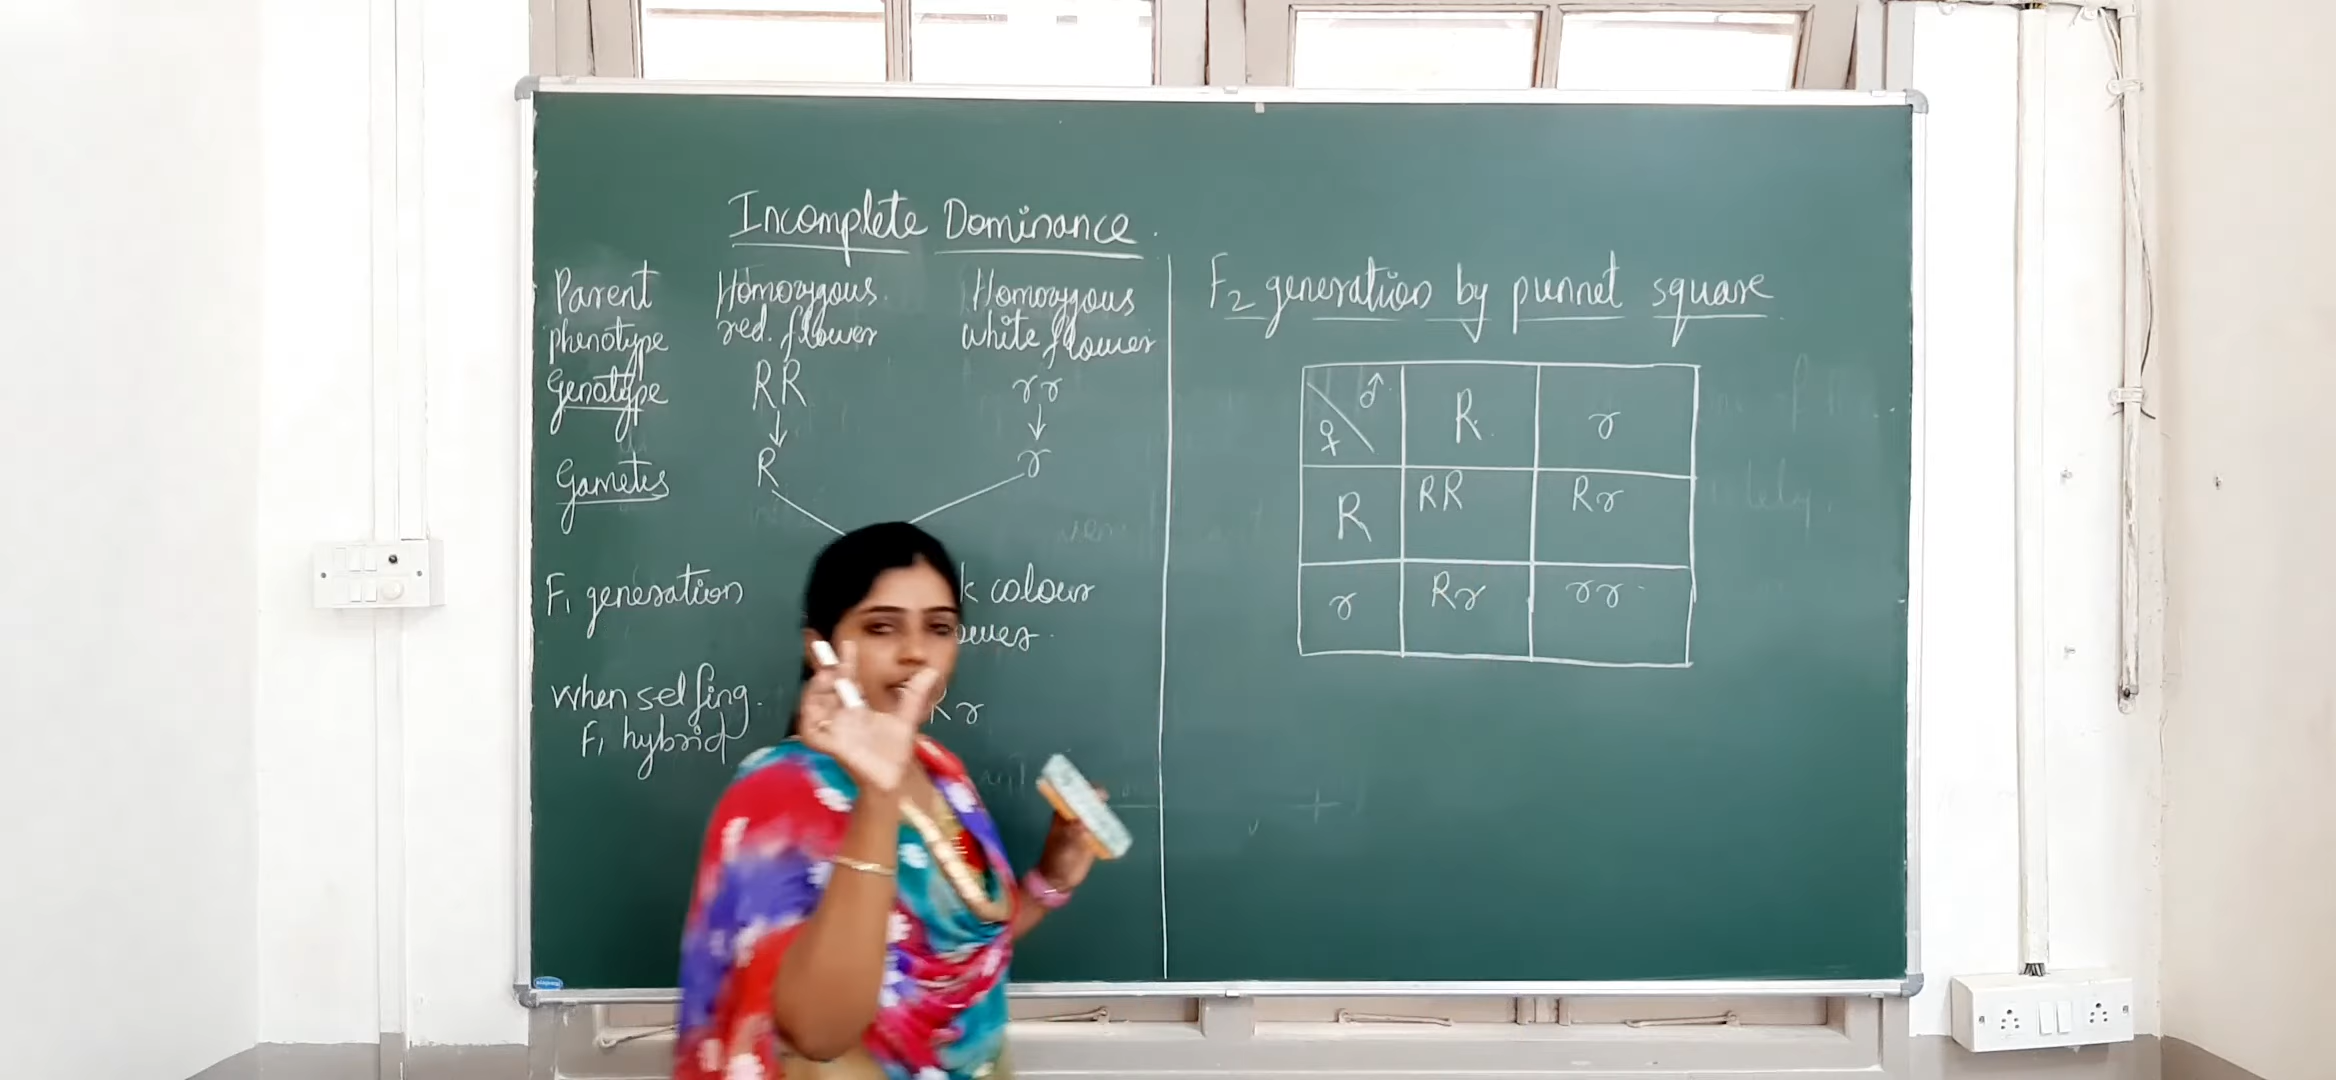 Incomplete Dominance.
Parent Homozygous Homozygous
phenotype red. flower white flower
Genotype RR rr
Gametes R r
F1 generation k colour
When selfing. Rr
F1 hybrid
F2 generation by punnet square
♂ R r
♀
R RR Rr
r Rr rr